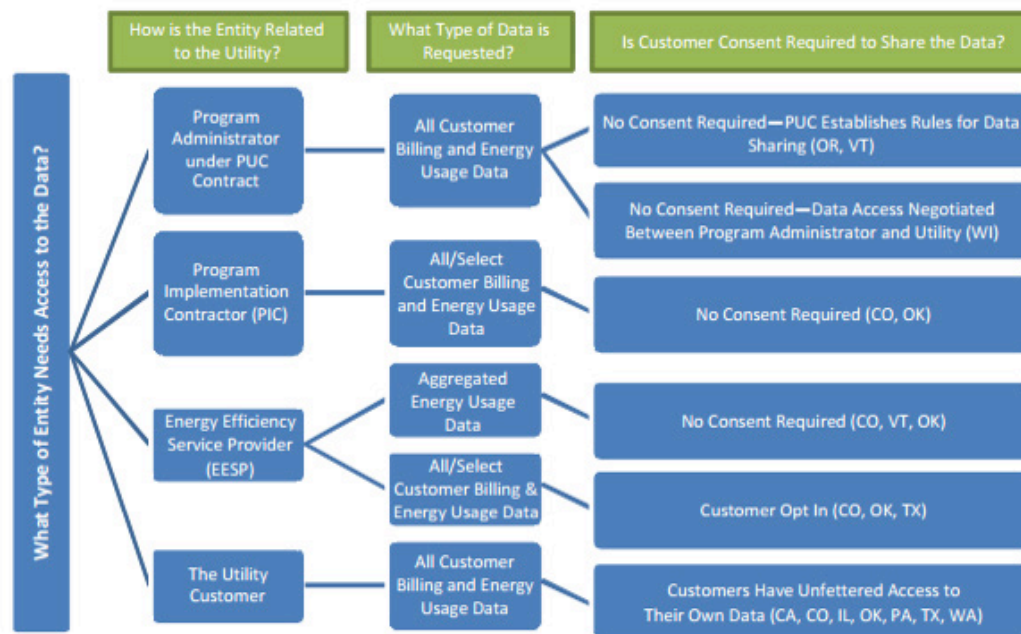 How is the Entity Related
to the Utility?
What Type of Data is
Requested?
Is Customer Consent Required to Share the Data?
What Type of Entity Needs Access to the Data?
Program
Administrator
under PUC
Contract
All Customer
Billing and Energy
Usage Data
No Consent Required—PUC Establishes Rules for Data
Sharing (OR, VT)
No Consent Required—Data Access Negotiated
Between Program Administrator and Utility (WI)
Program
Implementation
Contractor (PIC)
All/Select
Customer Billing
and Energy Usage
Data
No Consent Required (CO, OK)
Energy Efficiency
Service Provider
(EESP)
Aggregated
Energy Usage
Data
No Consent Required (CO, VT, OK)
All/Select
Customer Billing &
Energy Usage Data
Customer Opt In (CO, OK, TX)
The Utility
Customer
All Customer
Billing and Energy
Usage Data
Customers Have Unfettered Access to
Their Own Data (CA, CO, IL, OK, PA, TX, WA)